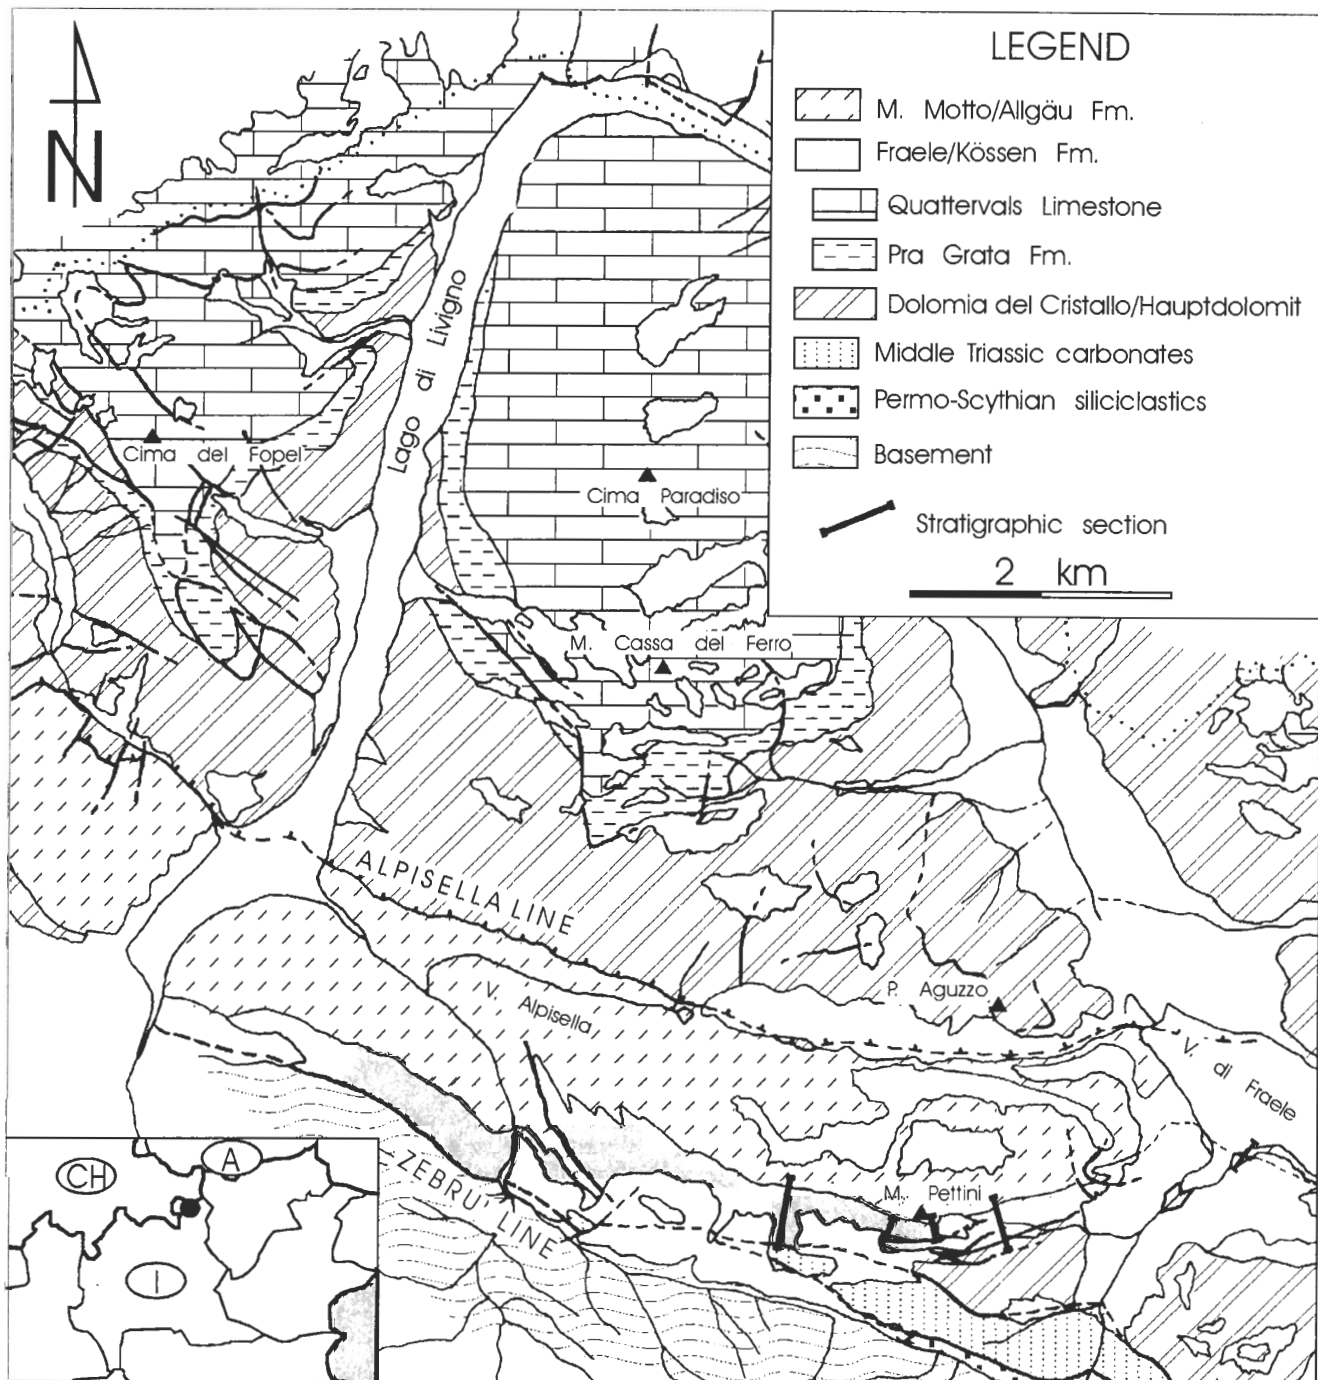 N
LEGEND
M. Motto/Allgäu Fm.
Fraele/Kössen Fm.
Quattervals Limestone
Pra Grata Fm.
Dolomia del Cristallo/Hauptdolomit
Middle Triassic carbonates
Permo-Scythian siliciclastics
Basement
Stratigraphic section
2 km
Lago di Livigno
Cima del Fopel
Cima Paradiso
M. Cassa del Ferro
ALPISELLA LINE
V. Alpisella
P. Aguzzo
V. di Fraele
ZEBRU' LINE
M. Pettini
CH
A
I